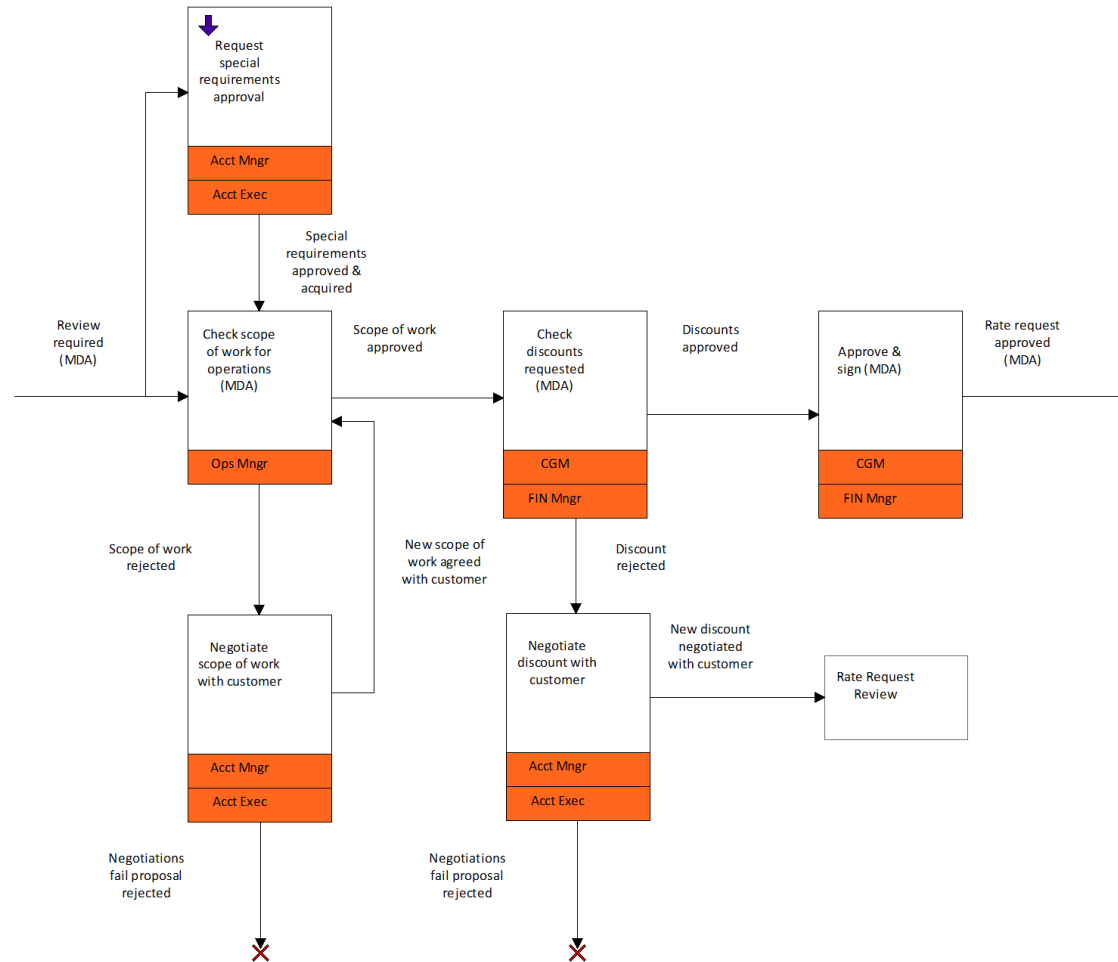 Request
special
requirements
approval
Acct Mngr
Acct Exec
Special
requirements
approved &
acquired
Review
required
(MDA)
Check scope
of work for
operations
(MDA)
Ops Mngr
Scope of work
approved
Check
discounts
requested
(MDA)
CGM
FIN Mngr
Discounts
approved
Approve &
sign (MDA)
CGM
FIN Mngr
Rate request
approved
(MDA)
Scope of work
rejected
New scope of
work agreed
with customer
Discount
rejected
Negotiate
scope of work
with customer
Acct Mngr
Acct Exec
Negotiate
discount with
customer
Acct Mngr
Acct Exec
New discount
negotiated
with customer
Rate Request
Review
Negotiations
fail proposal
rejected
Negotiations
fail proposal
rejected